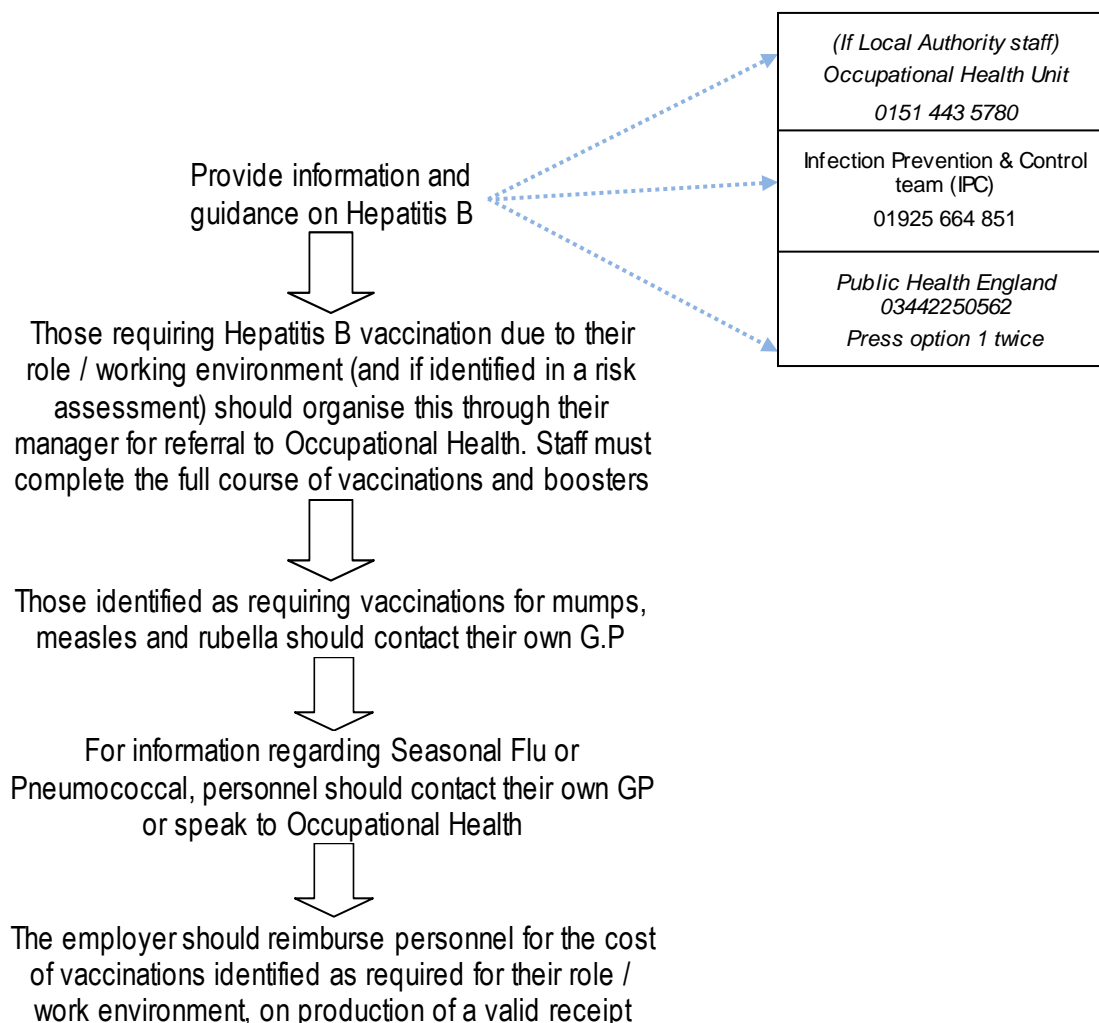 (If Local Authority staff)
Occupational Health Unit
0151 443 5780
Provide information and
guidance on Hepatitis B
Infection Prevention & Control
team (IPC)
01925 664 851
Public Health England
03442250562
Press option 1 twice
Those requiring Hepatitis B vaccination due to their
role / working environment (and if identified in a risk
assessment) should organise this through their
manager for referral to Occupational Health. Staff must
complete the full course of vaccinations and boosters
Those identified as requiring vaccinations for mumps,
measles and rubella should contact their own G.P
For information regarding Seasonal Flu or
Pneumococcal, personnel should contact their own GP
or speak to Occupational Health
The employer should reimburse personnel for the cost
of vaccinations identified as required for their role /
work environment, on production of a valid receipt